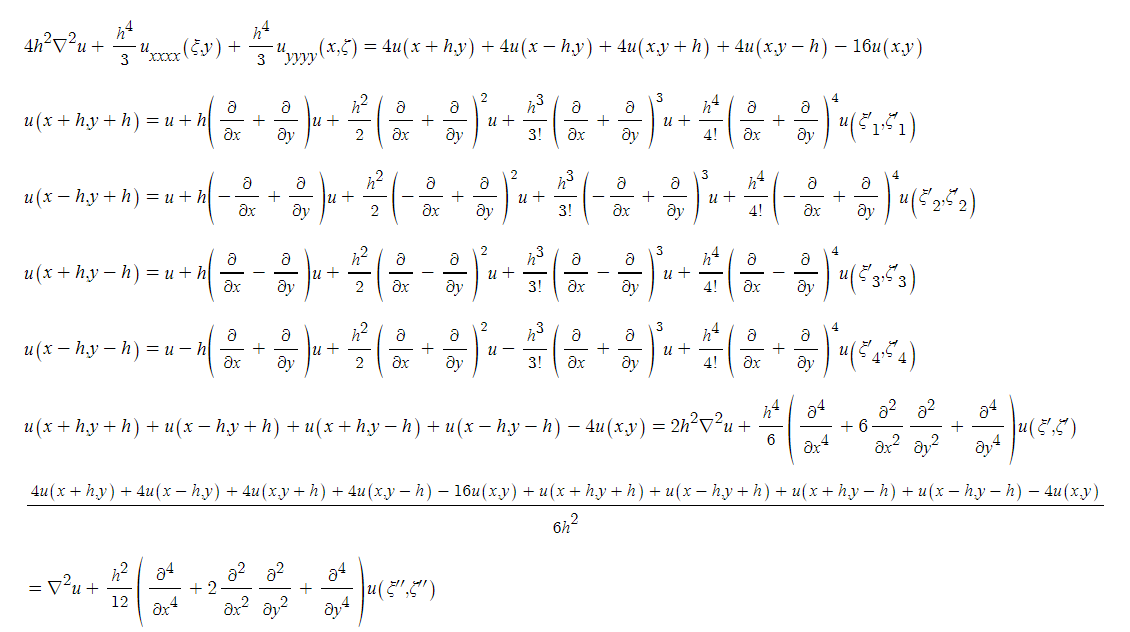 4h²∇²u + h⁴/3 u_xxxx(ξ,y) + h⁴/3 u_yyyy(x,ζ) = 4u(x + h,y) + 4u(x − h,y) + 4u(x,y + h) + 4u(x,y − h) − 16u(x,y)
u(x + h,y + h) = u + h(∂/∂x + ∂/∂y)u + h²/2 (∂/∂x + ∂/∂y)² u + h³/3! (∂/∂x + ∂/∂y)³ u + h⁴/4! (∂/∂x + ∂/∂y)⁴ u(ξ′₁,ζ′₁)
u(x − h,y + h) = u + h(−∂/∂x + ∂/∂y)u + h²/2 (−∂/∂x + ∂/∂y)² u + h³/3! (−∂/∂x + ∂/∂y)³ u + h⁴/4! (−∂/∂x + ∂/∂y)⁴ u(ξ′₂,ζ′₂)
u(x + h,y − h) = u + h(∂/∂x − ∂/∂y)u + h²/2 (∂/∂x − ∂/∂y)² u + h³/3! (∂/∂x − ∂/∂y)³ u + h⁴/4! (∂/∂x − ∂/∂y)⁴ u(ξ′₃,ζ′₃)
u(x − h,y − h) = u − h(∂/∂x + ∂/∂y)u + h²/2 (∂/∂x + ∂/∂y)² u − h³/3! (∂/∂x + ∂/∂y)³ u + h⁴/4! (∂/∂x + ∂/∂y)⁴ u(ξ′₄,ζ′₄)
u(x + h,y + h) + u(x − h,y + h) + u(x + h,y − h) + u(x − h,y − h) − 4u(x,y) = 2h²∇²u + h⁴/6 (∂⁴/∂x⁴ + 6 ∂²/∂x² ∂²/∂y² + ∂⁴/∂y⁴)u(ξ′,ζ′)
4u(x + h,y) + 4u(x − h,y) + 4u(x,y + h) + 4u(x,y − h) − 16u(x,y) + u(x + h,y + h) + u(x − h,y + h) + u(x + h,y − h) + u(x − h,y − h) − 4u(x,y)
6h²
= ∇²u + h²/12 (∂⁴/∂x⁴ + 2 ∂²/∂x² ∂²/∂y² + ∂⁴/∂y⁴)u(ξ′′,ζ′′)